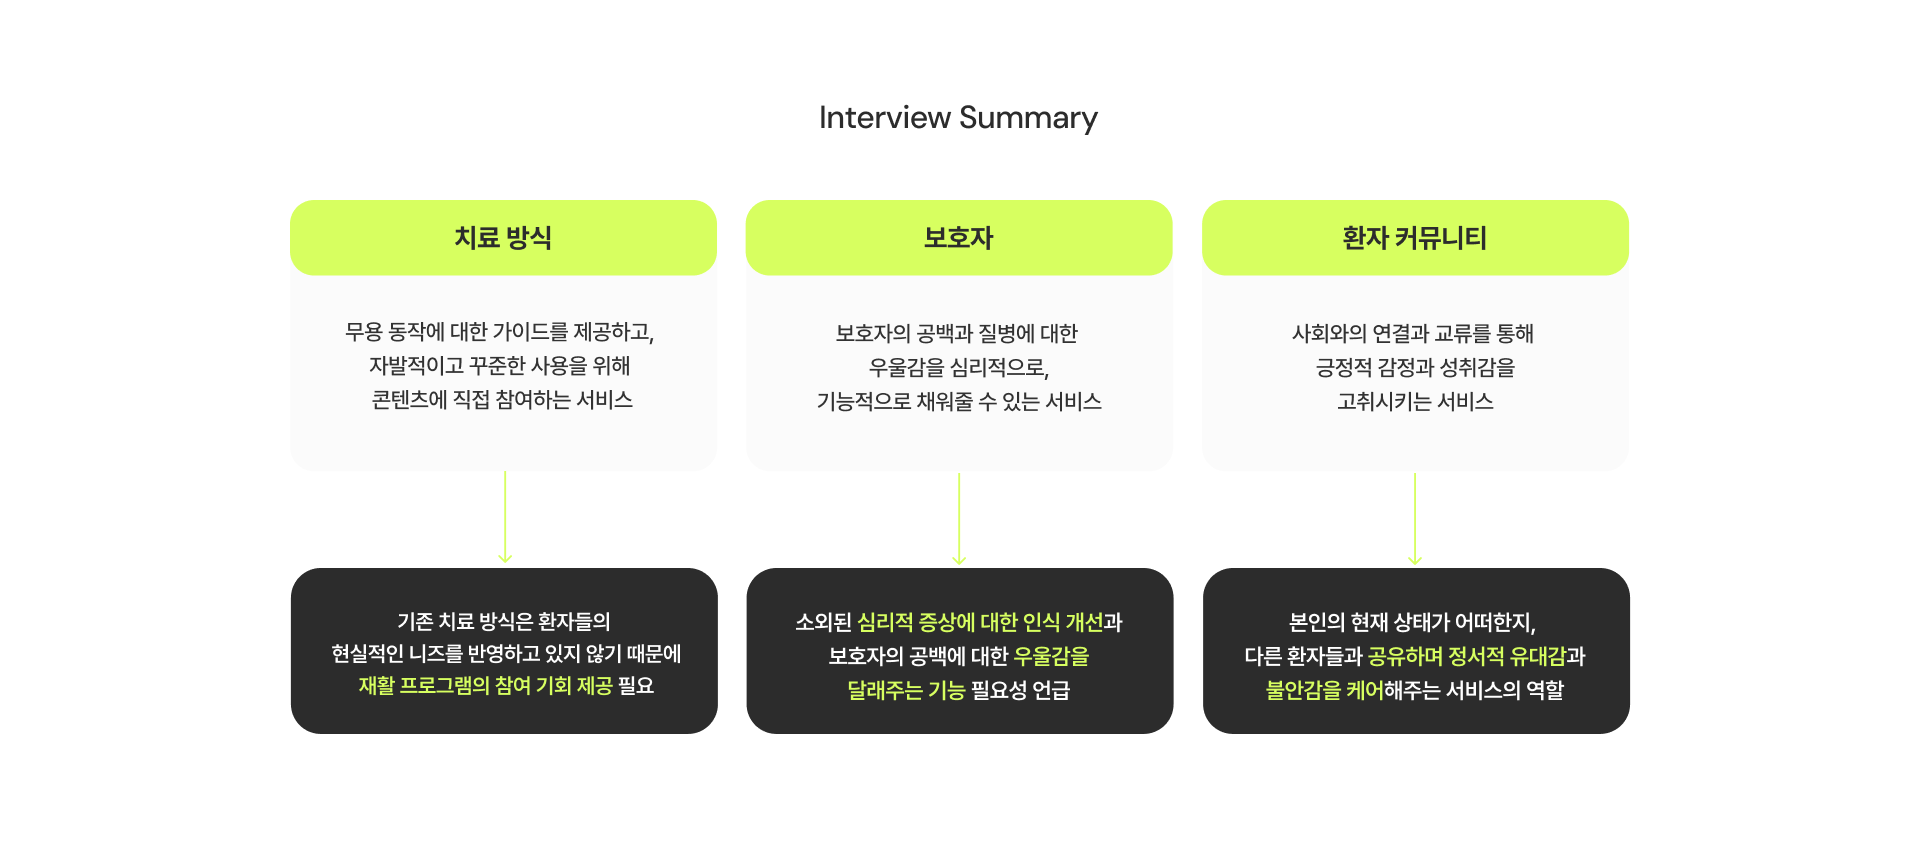 Interview Summary
치료 방식
무용 동작에 대한 가이드를 제공하고,
자발적이고 꾸준한 사용을 위해
콘텐츠에 직접 참여하는 서비스
기존 치료 방식은 환자들의
현실적인 니즈를 반영하고 있지 않기 때문에
재활 프로그램의 참여 기회 제공 필요
보호자
보호자의 공백과 질병에 대한
우울감을 심리적으로,
기능적으로 채워줄 수 있는 서비스
소외된 심리적 증상에 대한 인식 개선과
보호자의 공백에 대한 우울감을
달래주는 기능 필요성 언급
환자 커뮤니티
사회와의 연결과 교류를 통해
긍정적 감정과 성취감을
고취시키는 서비스
본인의 현재 상태가 어떠한지,
다른 환자들과 공유하며 정서적 유대감과
불안감을 케어해주는 서비스의 역할